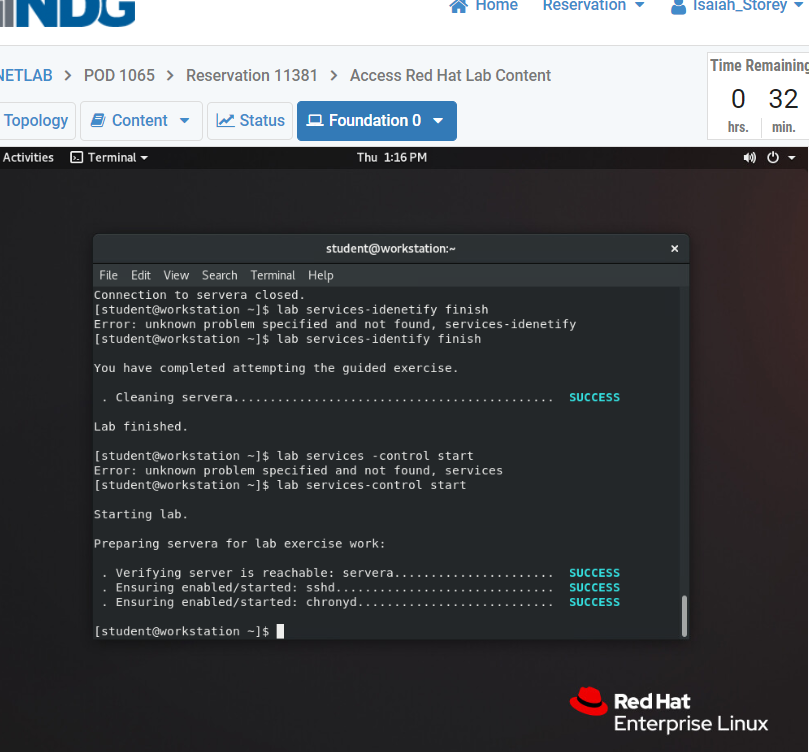 NDG
Home Reservation Isaiah_Storey
NETLAB > POD 1065 > Reservation 11381 > Access Red Hat Lab Content
Time Remaining
0 32
hrs. min.
Topology Content Status Foundation 0
Activities Terminal Thu 1:16 PM
student@workstation:~ ×
File Edit View Search Terminal Help
Connection to servera closed.
[student@workstation ~]$ lab services-idenetify finish
Error: unknown problem specified and not found, services-idenetify
[student@workstation ~]$ lab services-identify finish
You have completed attempting the guided exercise.
. Cleaning servera............................................ SUCCESS
Lab finished.
[student@workstation ~]$ lab services -control start
Error: unknown problem specified and not found, services
[student@workstation ~]$ lab services-control start
Starting lab.
Preparing servera for lab exercise work:
. Verifying server is reachable: servera...................... SUCCESS
. Ensuring enabled/started: sshd.............................. SUCCESS
. Ensuring enabled/started: chronyd........................... SUCCESS
[student@workstation ~]$
Red Hat
Enterprise Linux